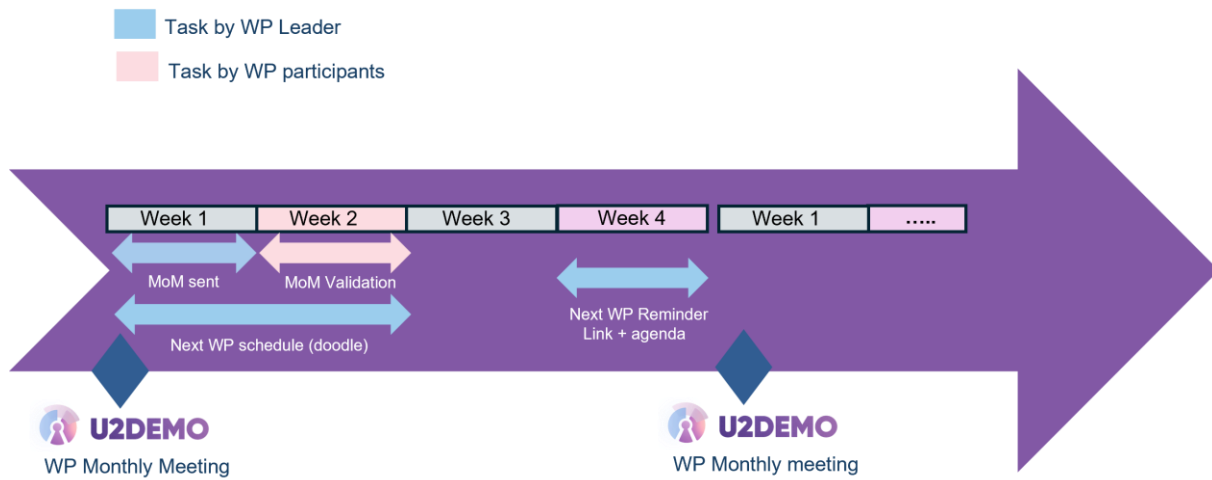 Task by WP Leader
Task by WP participants
Week 1 Week 2 Week 3 Week 4 Week 1 …..
MoM sent MoM Validation
Next WP Reminder
Link + agenda
Next WP schedule (doodle)
U2DEMO
WP Monthly Meeting
U2DEMO
WP Monthly meeting